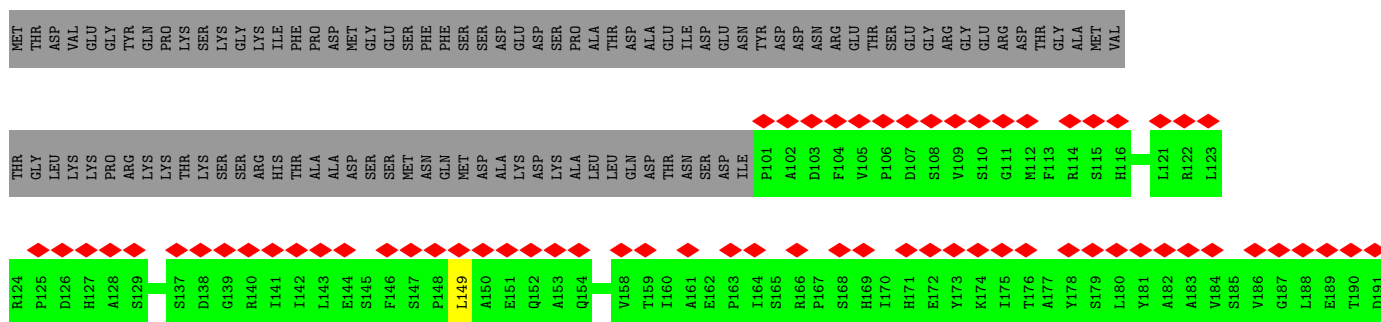 MET THR ASP VAL GLU GLY TYR GLN PRO LYS SER LYS GLY LYS ILE PHE PRO ASP MET GLY GLU SER PHE PHE SER SER ASP GLU ASP SER PRO ALA THR ASP ALA GLU ILE ASP GLU ASN TYR ASP ASP ASN ARG GLU THR SER GLU GLY ARG GLY GLU ARG ASP THR GLY ALA MET VAL
THR GLY LEU LYS LYS PRO ARG LYS LYS THR LYS SER SER ARG HIS THR ALA ALA ASP SER SER MET ASN GLN MET ASP ALA LYS ASP LYS ALA LEU LEU GLN ASP THR ASN SER ASP ILE P101 A102 D103 F104 V105 P106 D107 S108 V109 S110 G111 M112 F113 R114 S115 H116 L121 R122 L123
R124 P125 D126 H127 A128 S129 S137 D138 G139 R140 I141 I142 L143 E144 S145 F146 S147 P148 L149 A150 E151 Q152 A153 Q154 V158 T159 I160 A161 E162 P163 I164 S165 R166 P167 S168 H169 I170 H171 E172 Y173 K174 I175 T176 A177 Y178 S179 L180 Y181 A182 A183 V184 S185 V186 G187 L188 E189 T190 D191